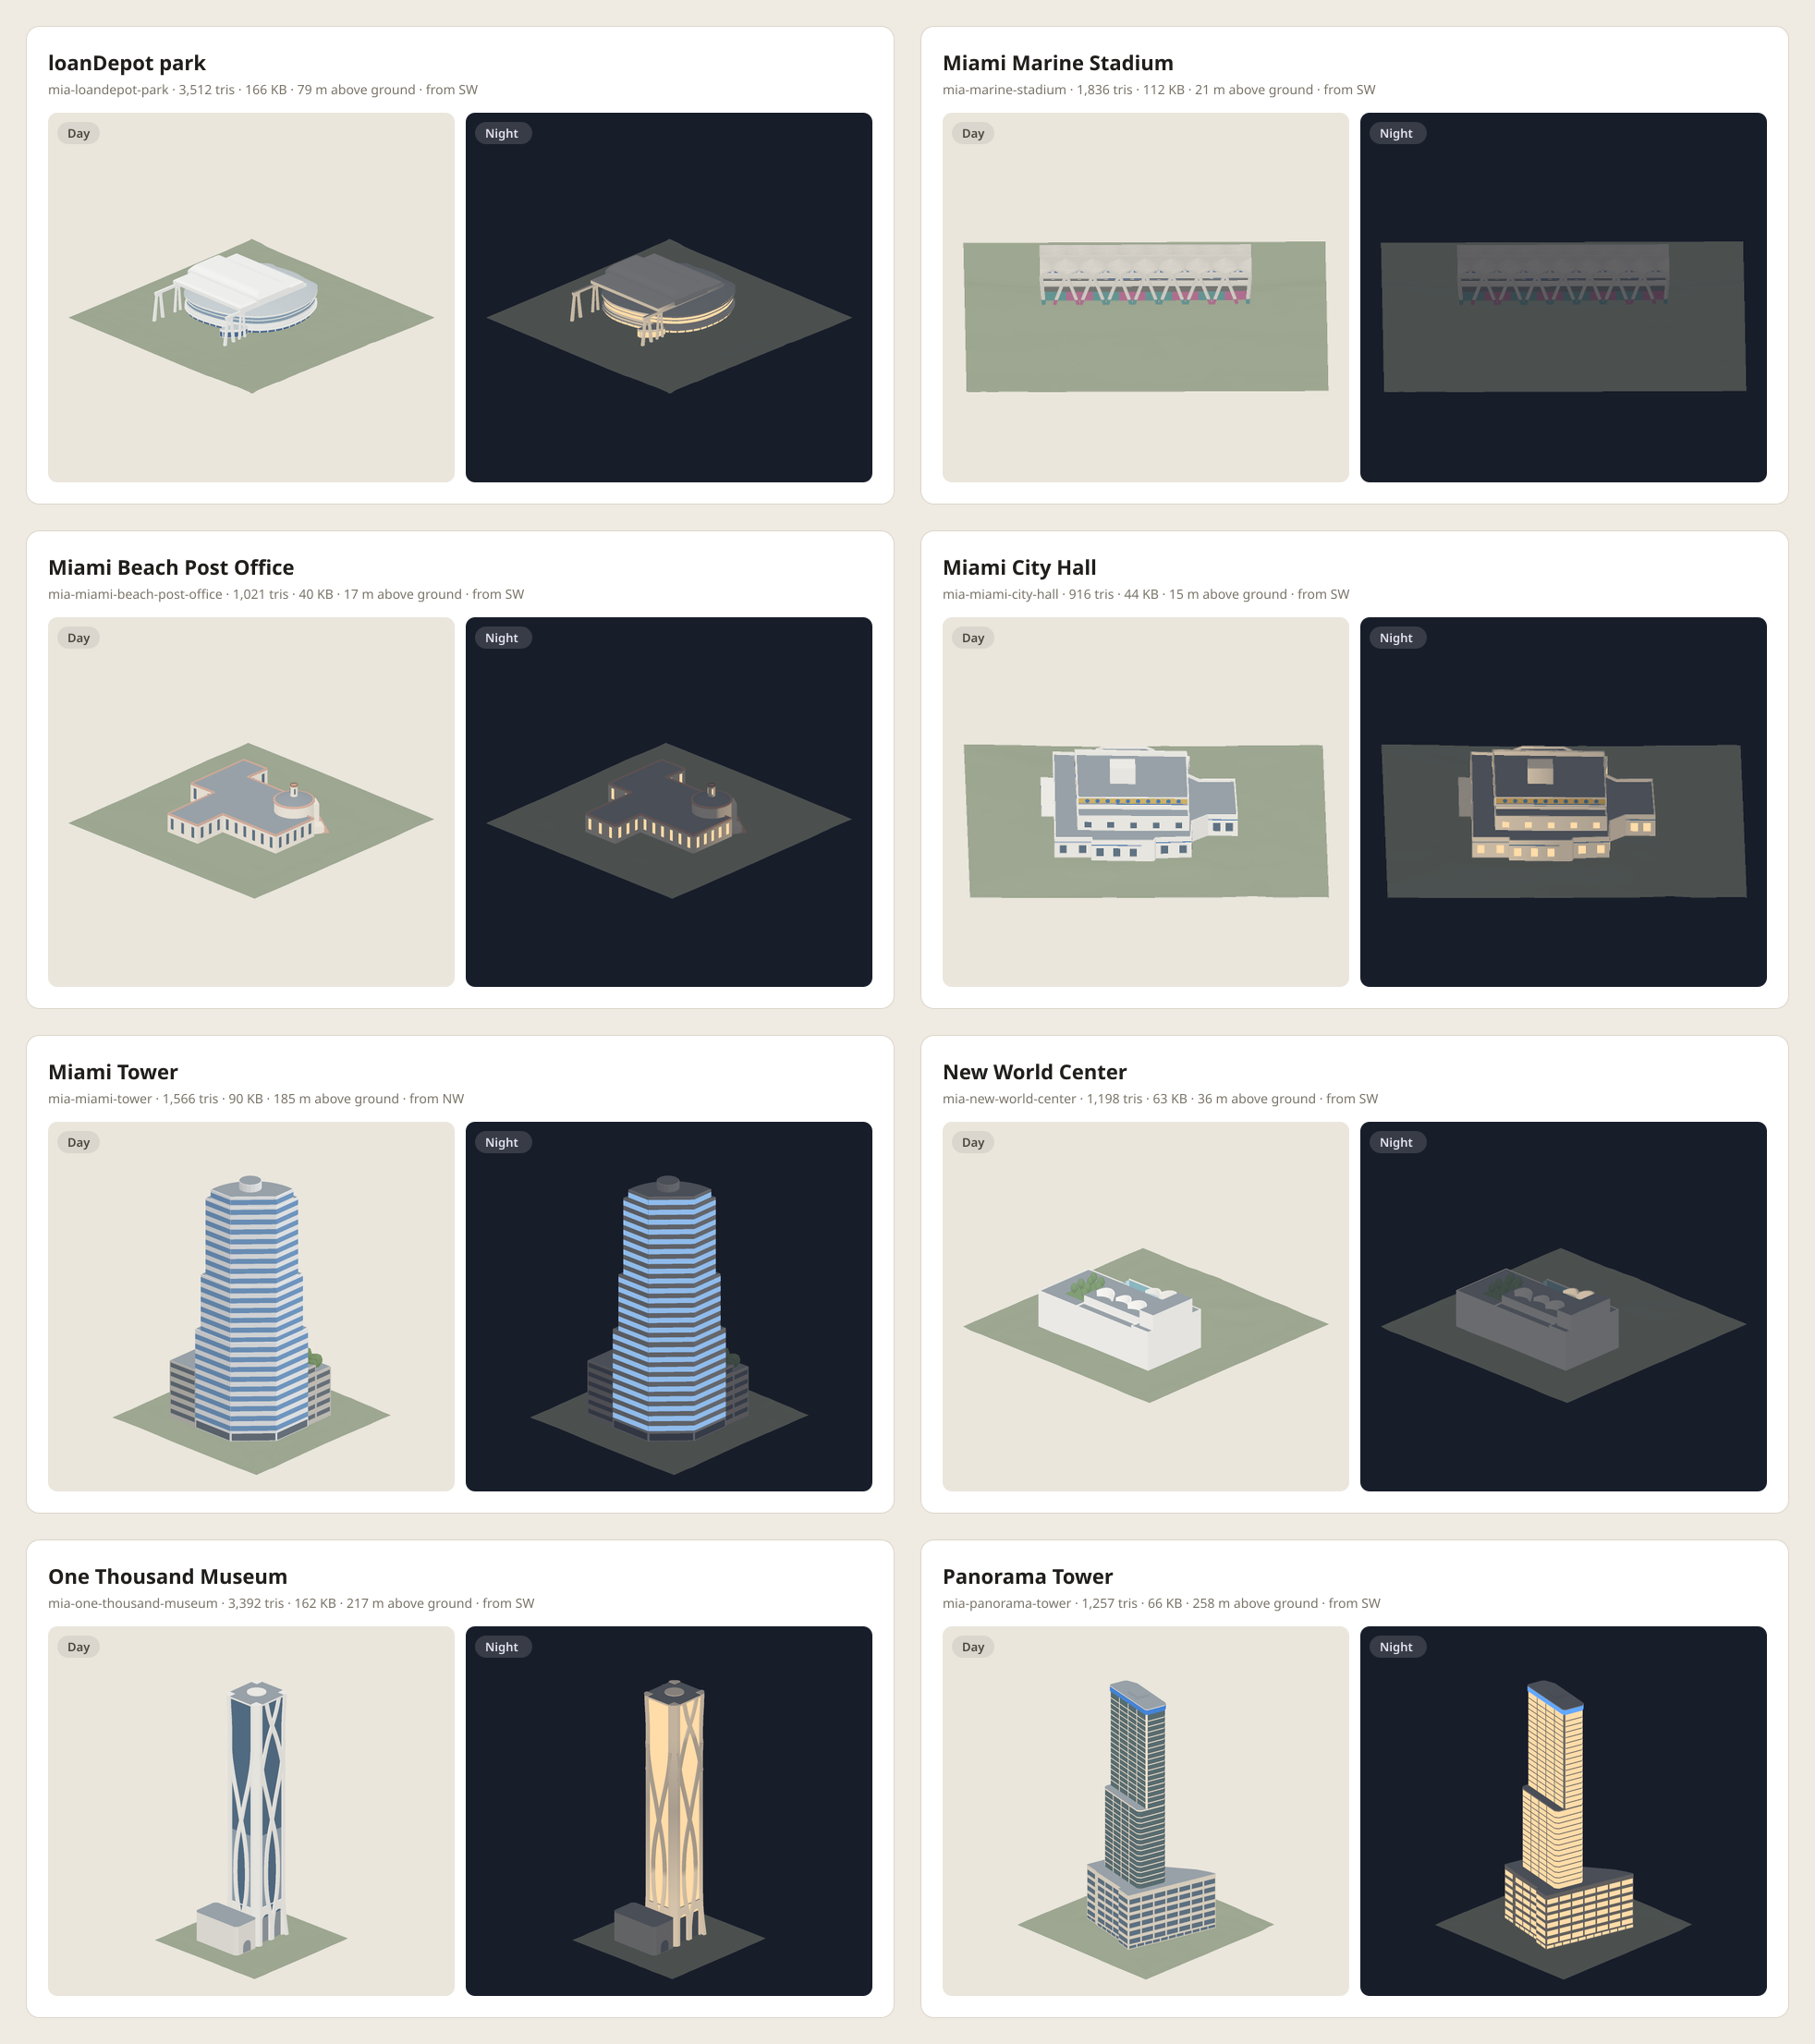 loanDepot park
mia-loandepot-park · 3,512 tris · 166 KB · 79 m above ground · from SW
Day
Night
Miami Marine Stadium
mia-marine-stadium · 1,836 tris · 112 KB · 21 m above ground · from SW
Day
Night
Miami Beach Post Office
mia-miami-beach-post-office · 1,021 tris · 40 KB · 17 m above ground · from SW
Day
Night
Miami City Hall
mia-miami-city-hall · 916 tris · 44 KB · 15 m above ground · from SW
Day
Night
Miami Tower
mia-miami-tower · 1,566 tris · 90 KB · 185 m above ground · from NW
Day
Night
New World Center
mia-new-world-center · 1,198 tris · 63 KB · 36 m above ground · from SW
Day
Night
One Thousand Museum
mia-one-thousand-museum · 3,392 tris · 162 KB · 217 m above ground · from SW
Day
Night
Panorama Tower
mia-panorama-tower · 1,257 tris · 66 KB · 258 m above ground · from SW
Day
Night